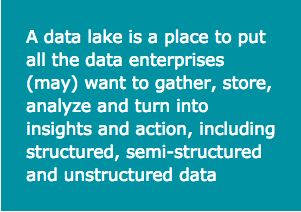 A data lake is a place to put
all the data enterprises
(may) want to gather, store,
analyze and turn into
insights and action, including
structured, semi-structured
and unstructured data